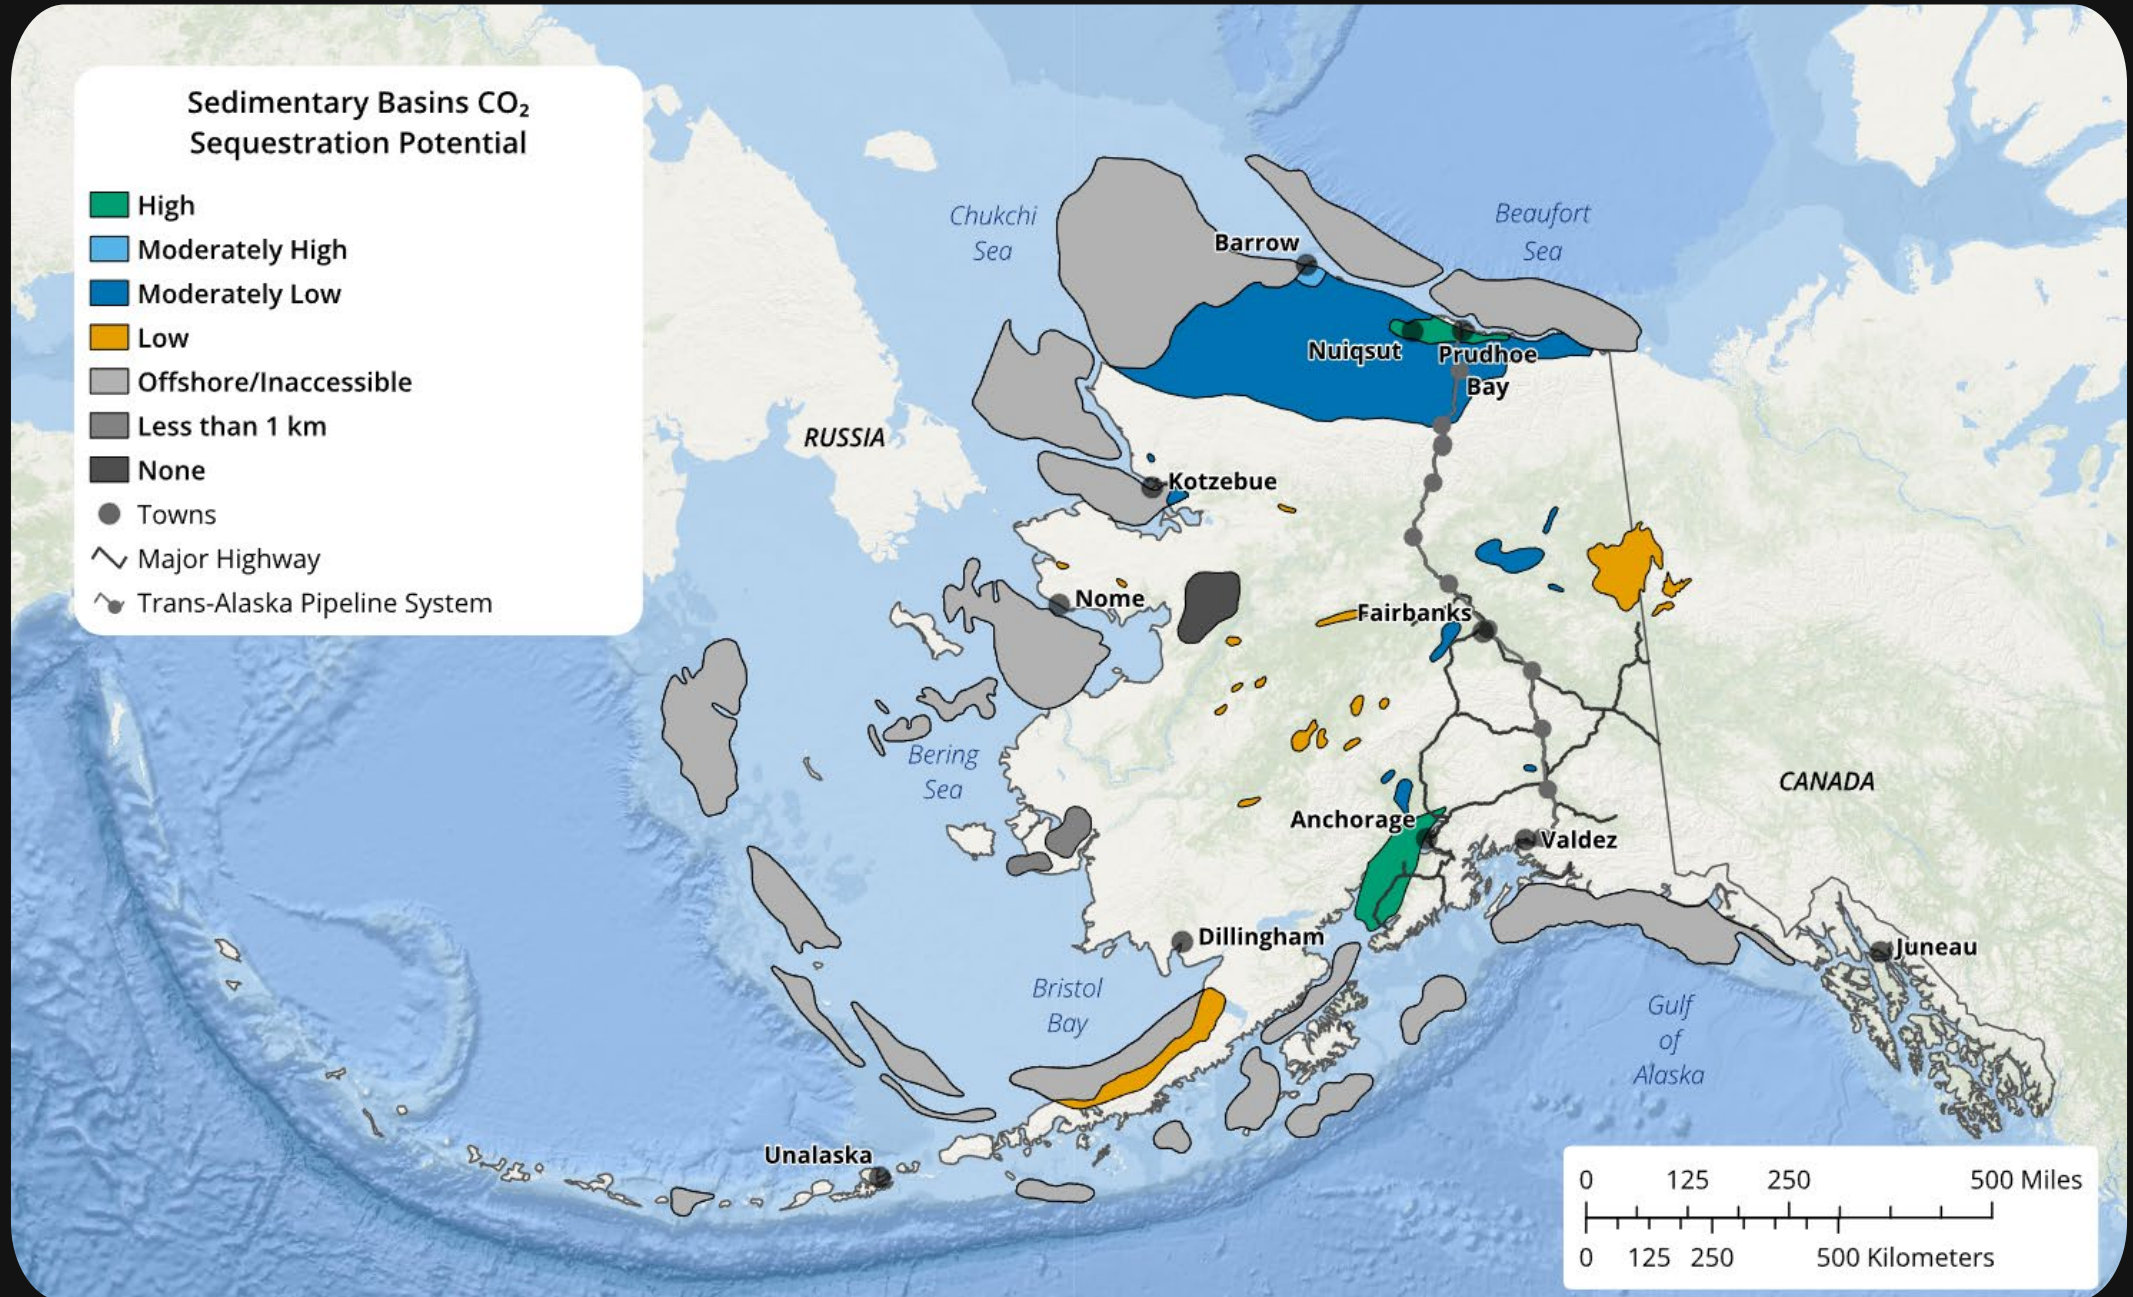 Sedimentary Basins CO₂
Sequestration Potential
High
Moderately High
Moderately Low
Low
Offshore/Inaccessible
Less than 1 km
None
Towns
Major Highway
Trans-Alaska Pipeline System
Chukchi
Sea
Beaufort
Sea
Barrow
Nuiqsut
Prudhoe
Bay
RUSSIA
Kotzebue
Nome
Fairbanks
Bering
Sea
CANADA
Anchorage
Valdez
Dillingham
Juneau
Bristol
Bay
Gulf
of
Alaska
Unalaska
0 125 250 500 Miles
0 125 250 500 Kilometers